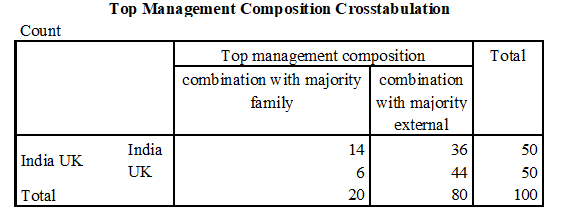 Top Management Composition Crosstabulation
Count
Top management composition Total
combination with majority family combination with majority external
India UK India 14 36 50
UK 6 44 50
Total 20 80 100